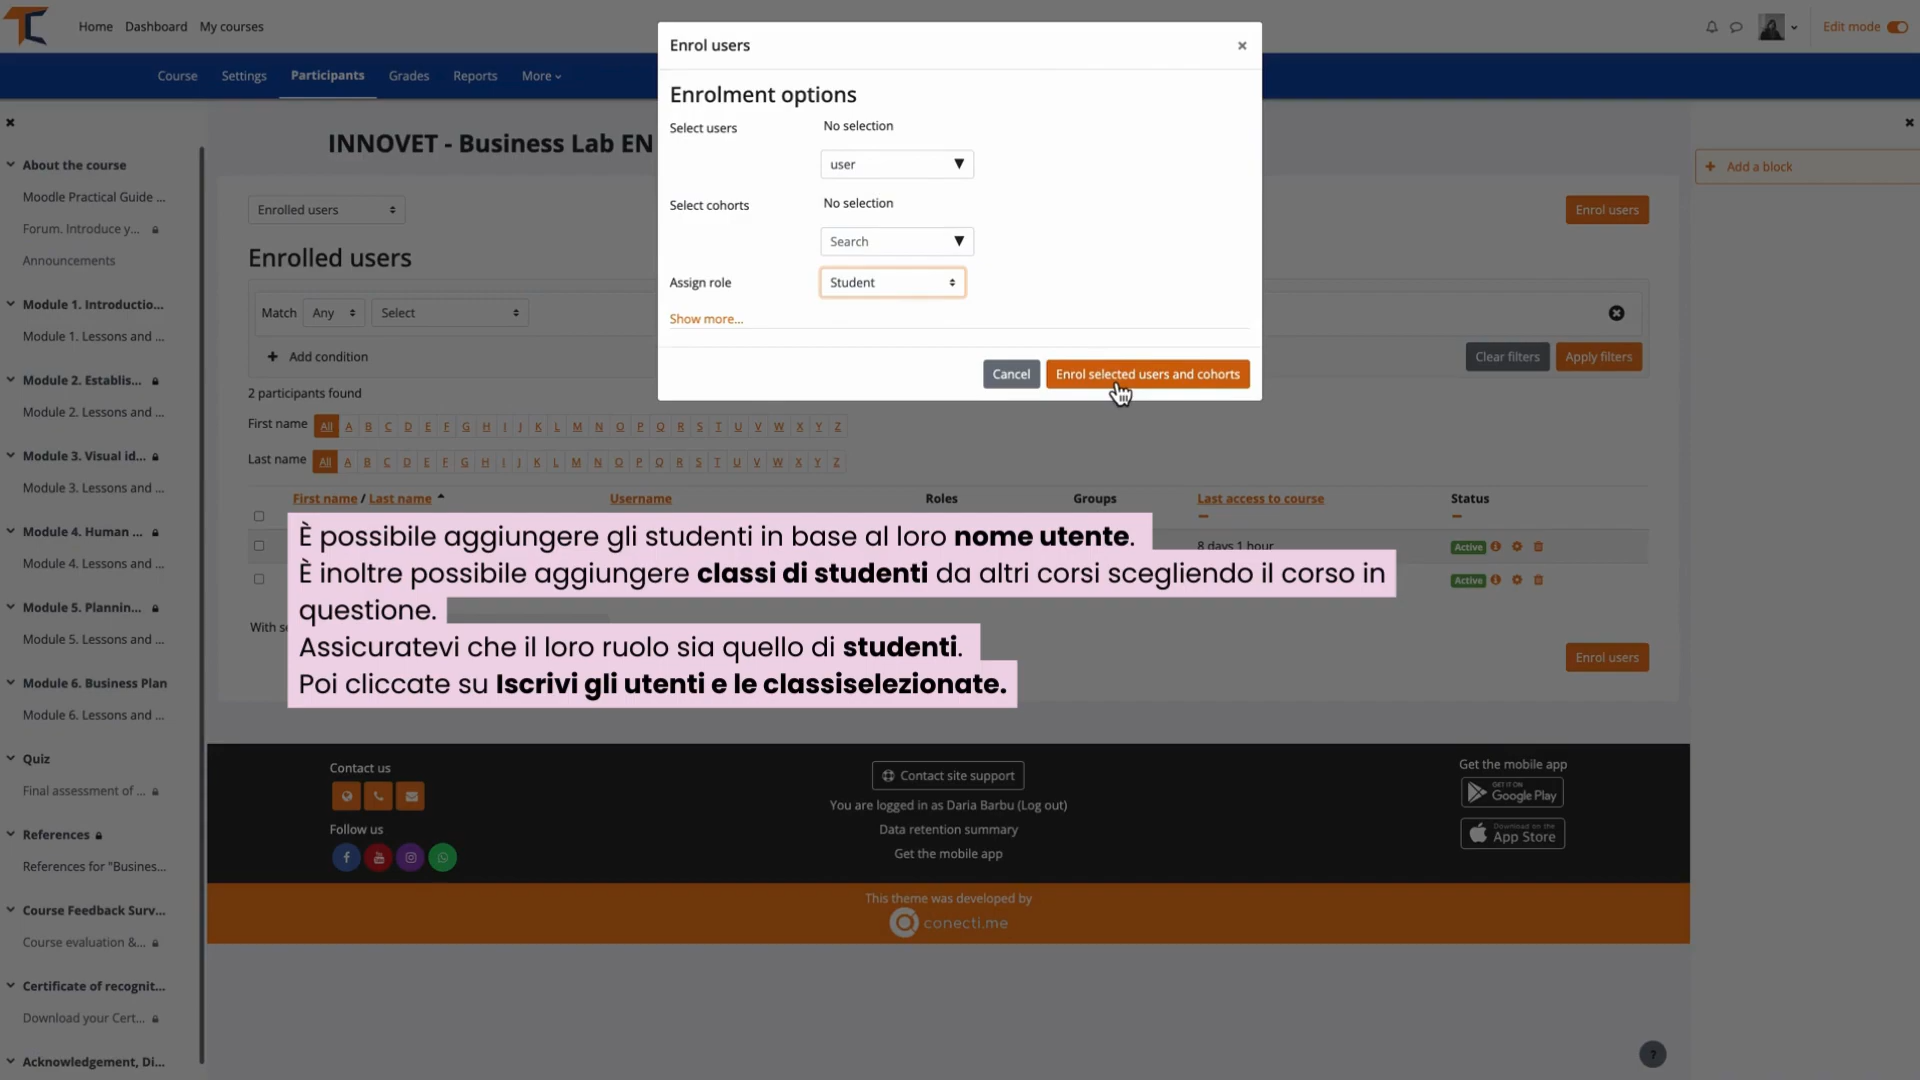 Home Dashboard My courses
Edit mode
Course Settings Participants Grades Reports More
Enrol users
×
Enrolment options
Select users No selection
user
Select cohorts No selection
Search
Assign role Student
Show more...
Cancel Enrol selected users and cohorts
About the course
Moodle Practical Guide ...
Forum. Introduce y...
Announcements
Module 1. Introductio...
Module 1. Lessons and ...
Module 2. Establis...
Module 2. Lessons and ...
Module 3. Visual id...
Module 3. Lessons and ...
Module 4. Human ...
Module 4. Lessons and ...
Module 5. Plannin...
Module 5. Lessons and ...
Module 6. Business Plan
Module 6. Lessons and ...
Quiz
Final assessment of ...
References
References for "Busines...
Course Feedback Surv...
Course evaluation &...
Certificate of recognit...
Download your Cert...
Acknowledgement, Di...
INNOVET - Business Lab EN
Enrolled users
Enrol users
Enrolled users
Match Any Select
+ Add condition
Clear filters Apply filters
2 participants found
First name All A B C D E F G H I J K L M N O P Q R S T U V W X Y Z
Last name All A B C D E F G H I J K L M N O P Q R S T U V W X Y Z
First name / Last name Username Roles Groups Last access to course Status
8 days 1 hour Active
Active
È possibile aggiungere gli studenti in base al loro nome utente.
È inoltre possibile aggiungere classi di studenti da altri corsi scegliendo il corso in
questione.
Assicuratevi che il loro ruolo sia quello di studenti.
Poi cliccate su Iscrivi gli utenti e le classiselezionate.
With
Enrol users
+ Add a block
Contact us
Follow us
Contact site support
You are logged in as Daria Barbu (Log out)
Data retention summary
Get the mobile app
Get the mobile app
GET IT ON
Google Play
Download on the
App Store
This theme was developed by
conecti.me
?